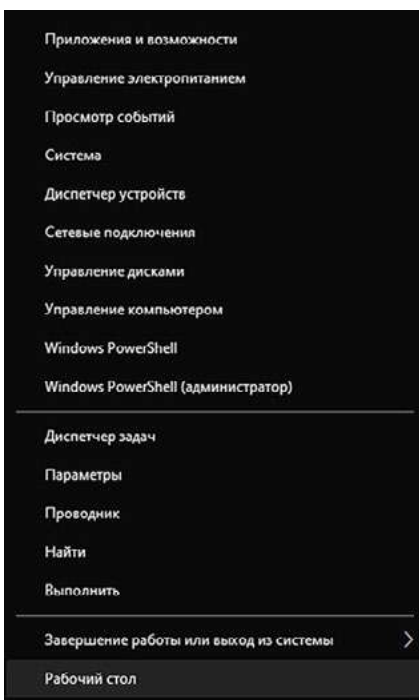 Приложения и возможности
Управление электропитанием
Просмотр событий
Система
Диспетчер устройств
Сетевые подключения
Управление дисками
Управление компьютером
Windows PowerShell
Windows PowerShell (администратор)
Диспетчер задач
Параметры
Проводник
Найти
Выполнить
Завершение работы или выход из системы
Рабочий стол